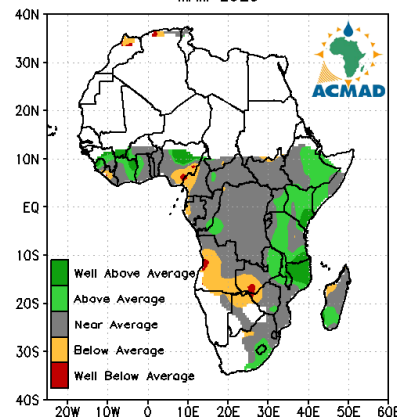 40N
30N
20N
10N
EQ
10S
20S
30S
40S
ACMAD
Well Above Average
Above Average
Near Average
Below Average
Well Below Average
20W 10W 0 10E 20E 30E 40E 50E 60E